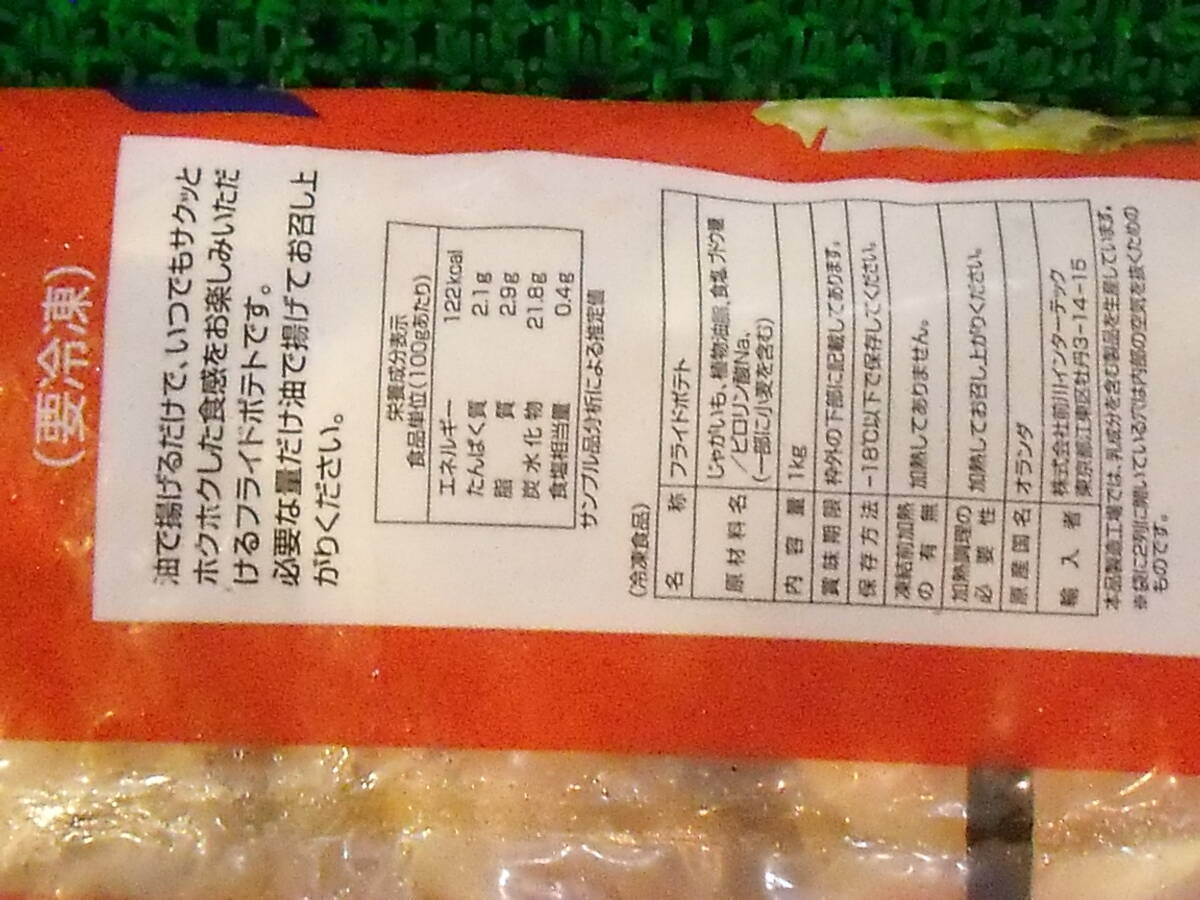 (要冷凍)
油で揚げるだけで、いつでもサクッと
ホクホクした食感をお楽しみいただ
けるフライドポテトです。
必要な量だけ油で揚げてお召し上
がりください。
栄養成分表示
食品単位(100gあたり)
エネルギー 122kcal
たんぱく質 2.1g
脂質 2.9g
炭水化物 21.8g
食塩相当量 0.4g
サンプル品分析による推定値
(冷凍食品)
名称 フライドポテト
原材料名 じゃがいも、植物油脂、食塩、ブドウ糖
/ピロリン酸Na、
(一部に小麦を含む)
内容量 1kg
賞味期限 枠外の下部に記載してあります。
保存方法 -18℃以下で保存してください。
凍結前加熱の有無 加熱してありません。
加熱調理の必要性 加熱してお召し上がりください。
原産国名 オランダ
輸入者 株式会社前川インターテック
東京都江東区牡丹3-14-15
本品製造工場では、乳成分を含む製品を生産しています。
※袋に2列に開いている穴は内部の空気を抜くための
ものです。